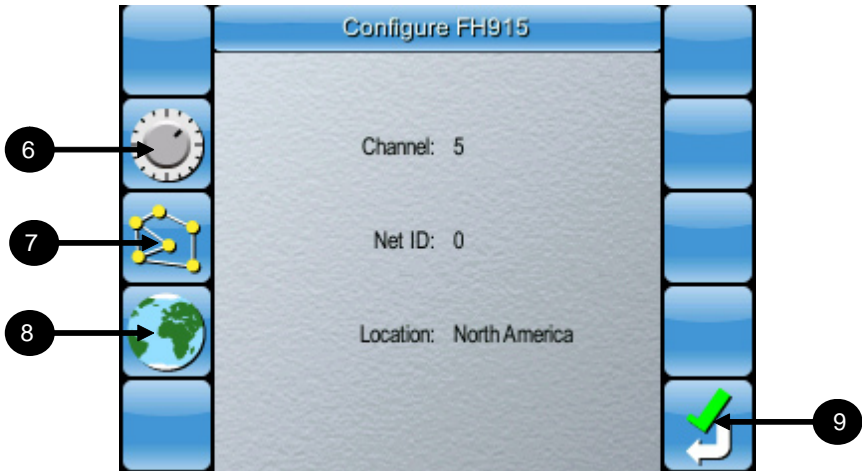 Configure FH915
6
Channel: 5
7
Net ID: 0
8
Location: North America
9